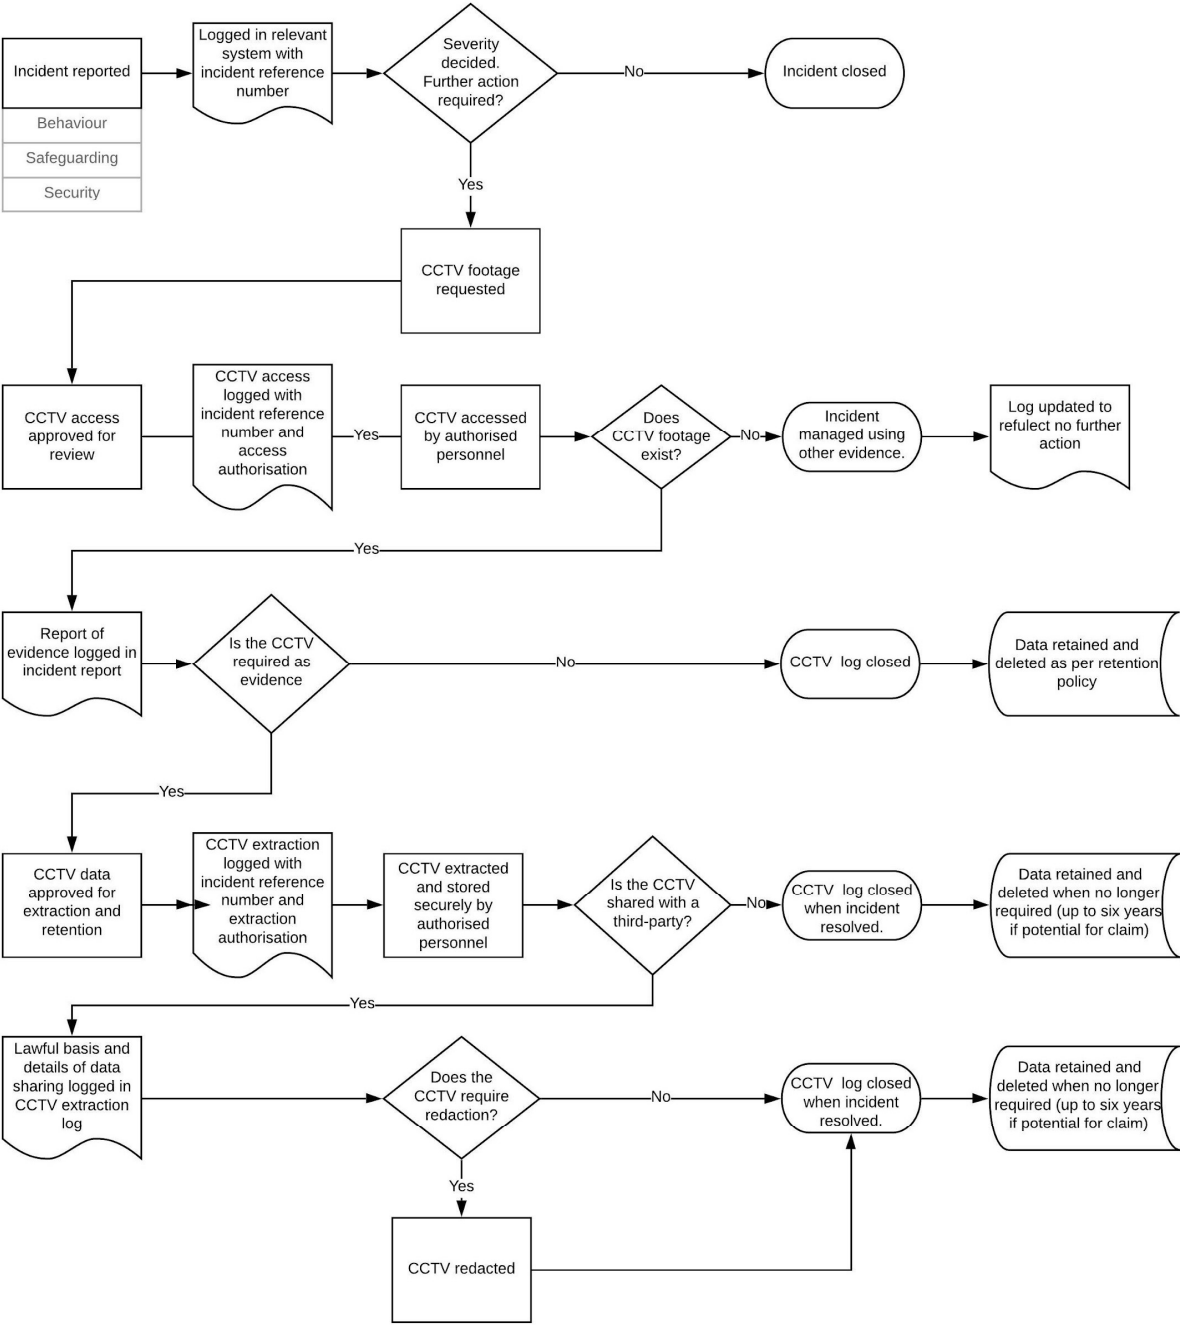 Incident reported
Behaviour
Safeguarding
Security
Logged in relevant
system with
incident reference
number
Severity
decided.
Further action
required?
No
Incident closed
Yes
CCTV footage
requested
CCTV access
approved for
review
CCTV access
logged with
incident reference
number and
access
authorisation
Yes
CCTV accessed
by authorised
personnel
Does
CCTV footage
exist?
No
Incident
managed using
other evidence.
Log updated to
refulect no further
action
Yes
Report of
evidence logged in
incident report
Is the CCTV
required as
evidence
No
CCTV log closed
Data retained and
deleted as per retention
policy
Yes
CCTV data
approved for
extraction and
retention
CCTV extraction
logged with
incident reference
number and
extraction
authorisation
CCTV extracted
and stored
securely by
authorised
personnel
Is the CCTV
shared with a
third-party?
No
CCTV log closed
when incident
resolved.
Data retained and
deleted when no longer
required (up to six years
if potential for claim)
Yes
Lawful basis and
details of data
sharing logged in
CCTV extraction
log
Does the
CCTV require
redaction?
No
CCTV log closed
when incident
resolved.
Data retained and
deleted when no longer
required (up to six years
if potential for claim)
Yes
CCTV redacted